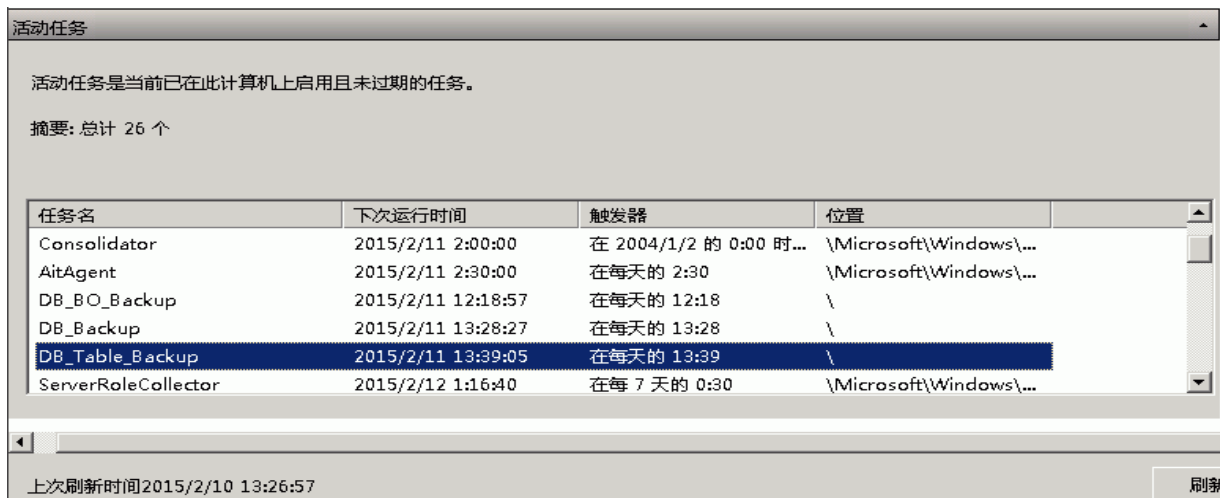 活动任务
活动任务是当前已在此计算机上启用且未过期的任务。
摘要: 总计 26 个
任务名 下次运行时间 触发器 位置
Consolidator 2015/2/11 2:00:00 在 2004/1/2 的 0:00 时... \Microsoft\Windows\...
AitAgent 2015/2/11 2:30:00 在每天的 2:30 \Microsoft\Windows\...
DB_BO_Backup 2015/2/11 12:18:57 在每天的 12:18 \
DB_Backup 2015/2/11 13:28:27 在每天的 13:28 \
DB_Table_Backup 2015/2/11 13:39:05 在每天的 13:39 \
ServerRoleCollector 2015/2/12 1:16:40 在每 7 天的 0:30 \Microsoft\Windows\...
上次刷新时间2015/2/10 13:26:57 刷新